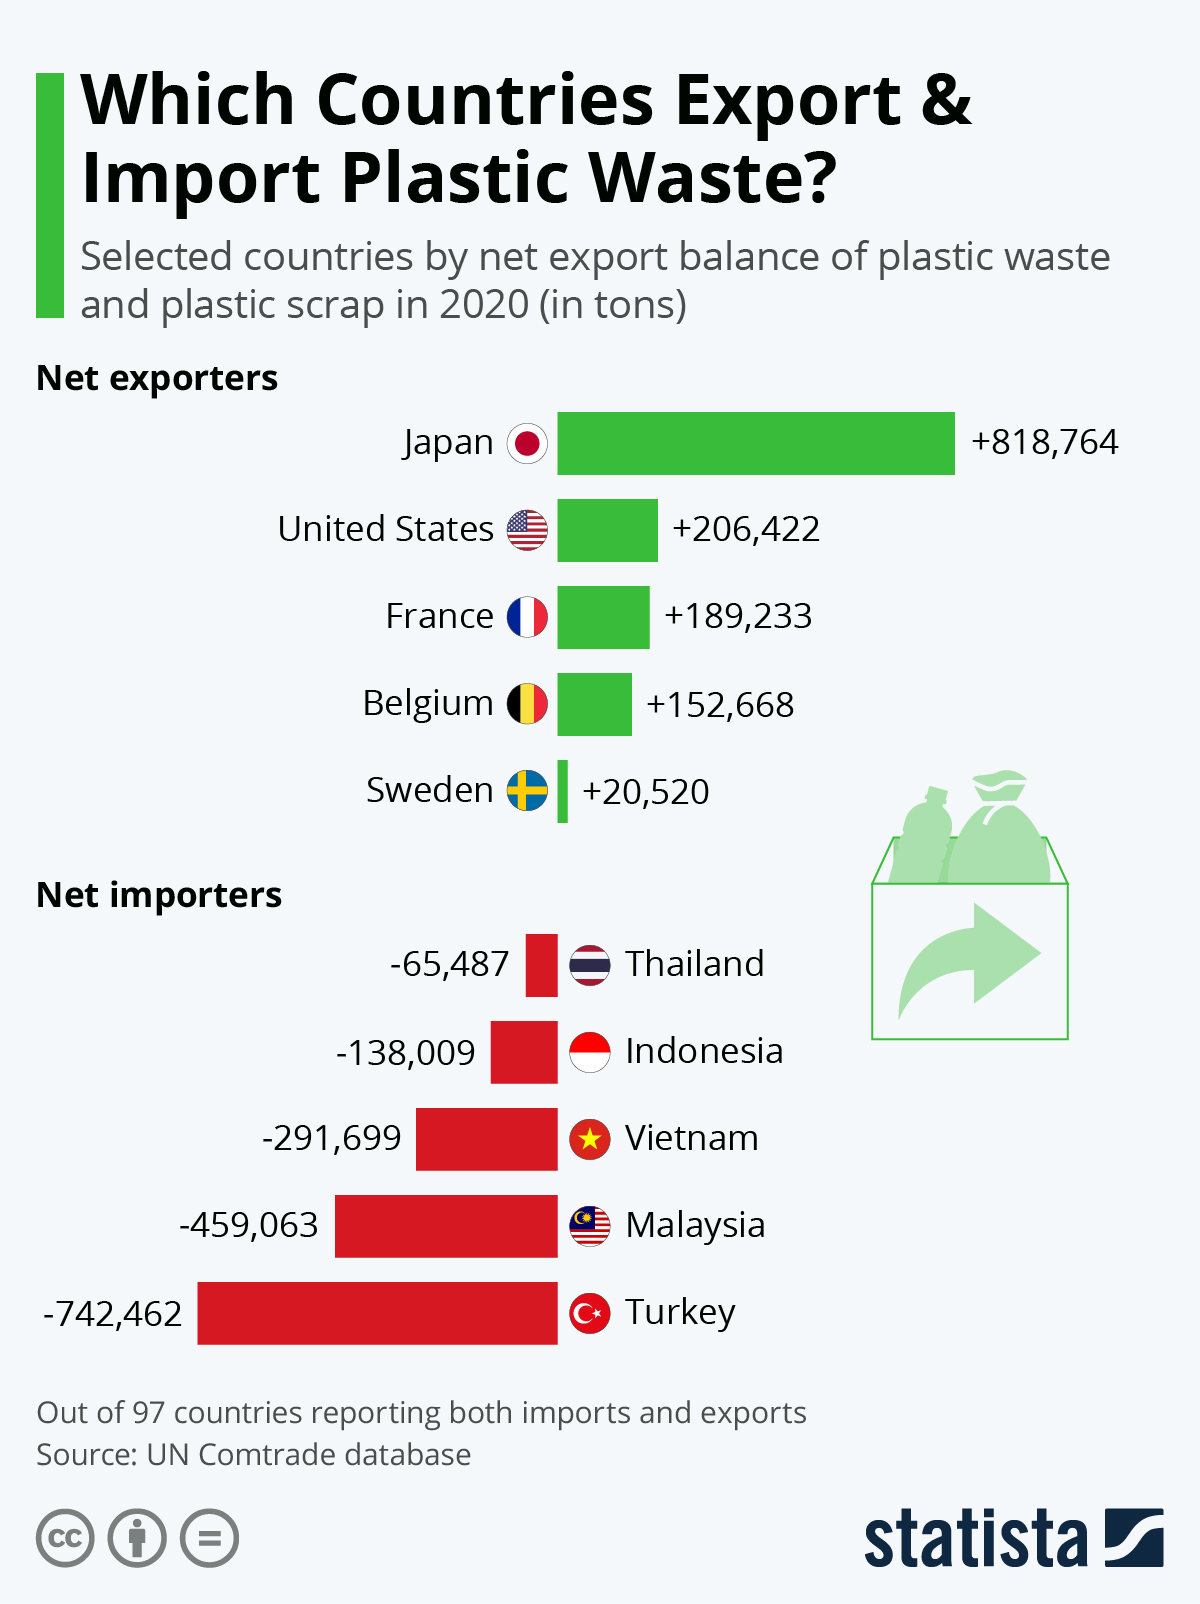 Which Countries Export &
Import Plastic Waste?
Selected countries by net export balance of plastic waste
and plastic scrap in 2020 (in tons)
Net exporters
Japan +818,764
United States +206,422
France +189,233
Belgium +152,668
Sweden +20,520
Net importers
-65,487 Thailand
-138,009 Indonesia
-291,699 Vietnam
-459,063 Malaysia
-742,462 Turkey
Out of 97 countries reporting both imports and exports
Source: UN Comtrade database
cc =
statista